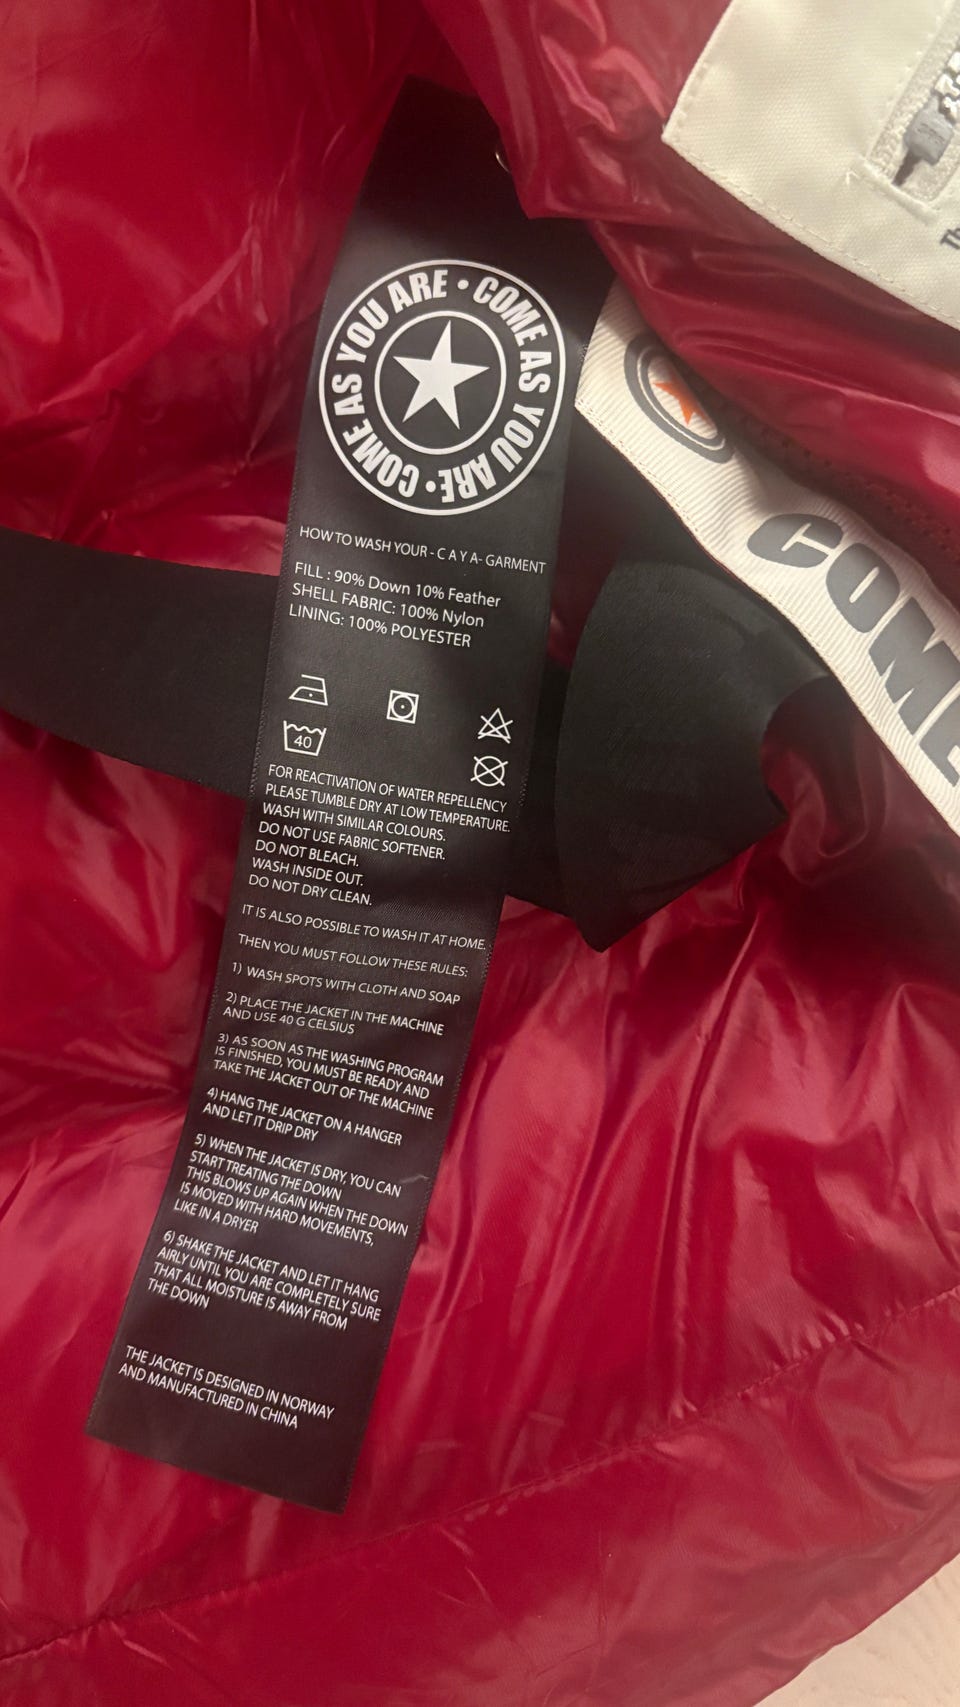 COME AS YOU ARE • COME AS YOU ARE •
HOW TO WASH YOUR - C A Y A- GARMENT
FILL : 90% Down 10% Feather
SHELL FABRIC: 100% Nylon
LINING: 100% POLYESTER
40
FOR REACTIVATION OF WATER REPELLENCY
PLEASE TUMBLE DRY AT LOW TEMPERATURE.
WASH WITH SIMILAR COLOURS.
DO NOT USE FABRIC SOFTENER.
DO NOT BLEACH.
WASH INSIDE OUT.
DO NOT DRY CLEAN.
IT IS ALSO POSSIBLE TO WASH IT AT HOME.
THEN YOU MUST FOLLOW THESE RULES:
1) WASH SPOTS WITH CLOTH AND SOAP
2) PLACE THE JACKET IN THE MACHINE
AND USE 40 G CELSIUS
3) AS SOON AS THE WASHING PROGRAM
IS FINISHED, YOU MUST BE READY AND
TAKE THE JACKET OUT OF THE MACHINE
4) HANG THE JACKET ON A HANGER
AND LET IT DRIP DRY
5) WHEN THE JACKET IS DRY, YOU CAN
START TREATING THE DOWN
THIS BLOWS UP AGAIN WHEN THE DOWN
IS MOVED WITH HARD MOVEMENTS,
LIKE IN A DRYER
6) SHAKE THE JACKET AND LET IT HANG
AIRLY UNTIL YOU ARE COMPLETELY SURE
THAT ALL MOISTURE IS AWAY FROM
THE DOWN
THE JACKET IS DESIGNED IN NORWAY
AND MANUFACTURED IN CHINA
COME